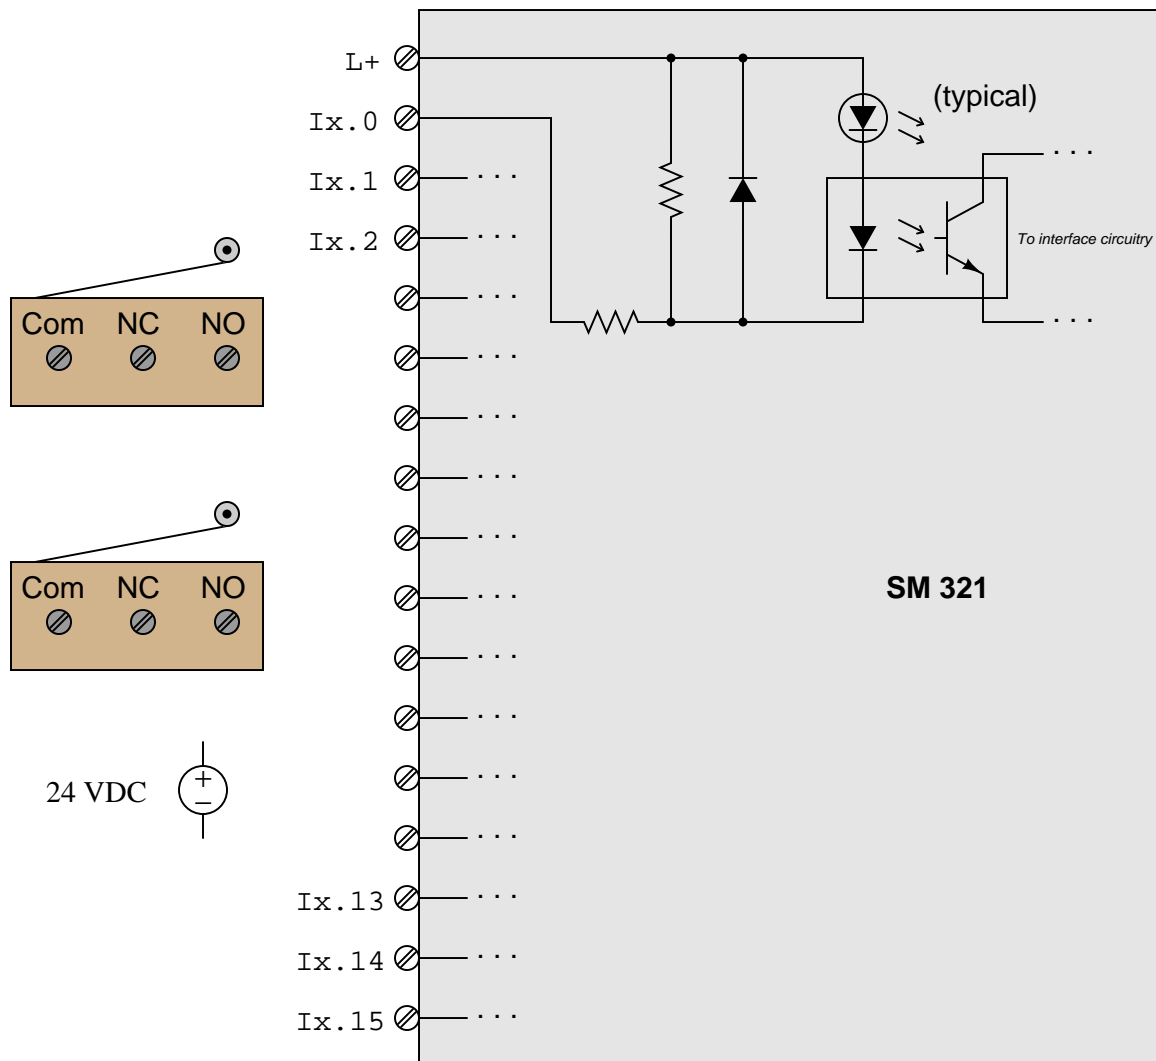 L+
Ix.0
(typical)
Ix.1
. . .
. . .
Ix.2
. . .
To interface circuitry
. . .
Com NC NO
. . .
. . .
. . .
. . .
. . .
Com NC NO
. . .
SM 321
. . .
. . .
24 VDC
+
−
. . .
. . .
Ix.13
. . .
Ix.14
. . .
Ix.15
. . .